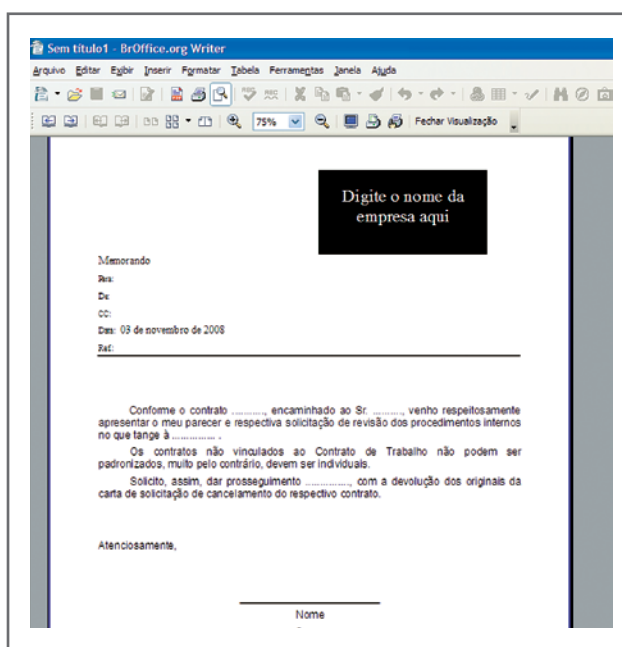 Sem título1 - BrOffice.org Writer
Arquivo Editar Exibir Inserir Formatar Tabela Ferramentas Janela Ajuda
75% Fechar Visualização
Digite o nome da
empresa aqui
Memorando
Para:
De:
CC:
Data: 03 de novembro de 2008
Ref:
Conforme o contrato ..........., encaminhado ao Sr. .........., venho respeitosamente
apresentar o meu parecer e respectiva solicitação de revisão dos procedimentos internos
no que tange à .............. .
Os contratos não vinculados ao Contrato de Trabalho não podem ser
padronizados, muito pelo contrário, devem ser individuais.
Solicito, assim, dar prosseguimento ..............., com a devolução dos originais da
carta de solicitação de cancelamento do respectivo contrato.
Atenciosamente,
Nome